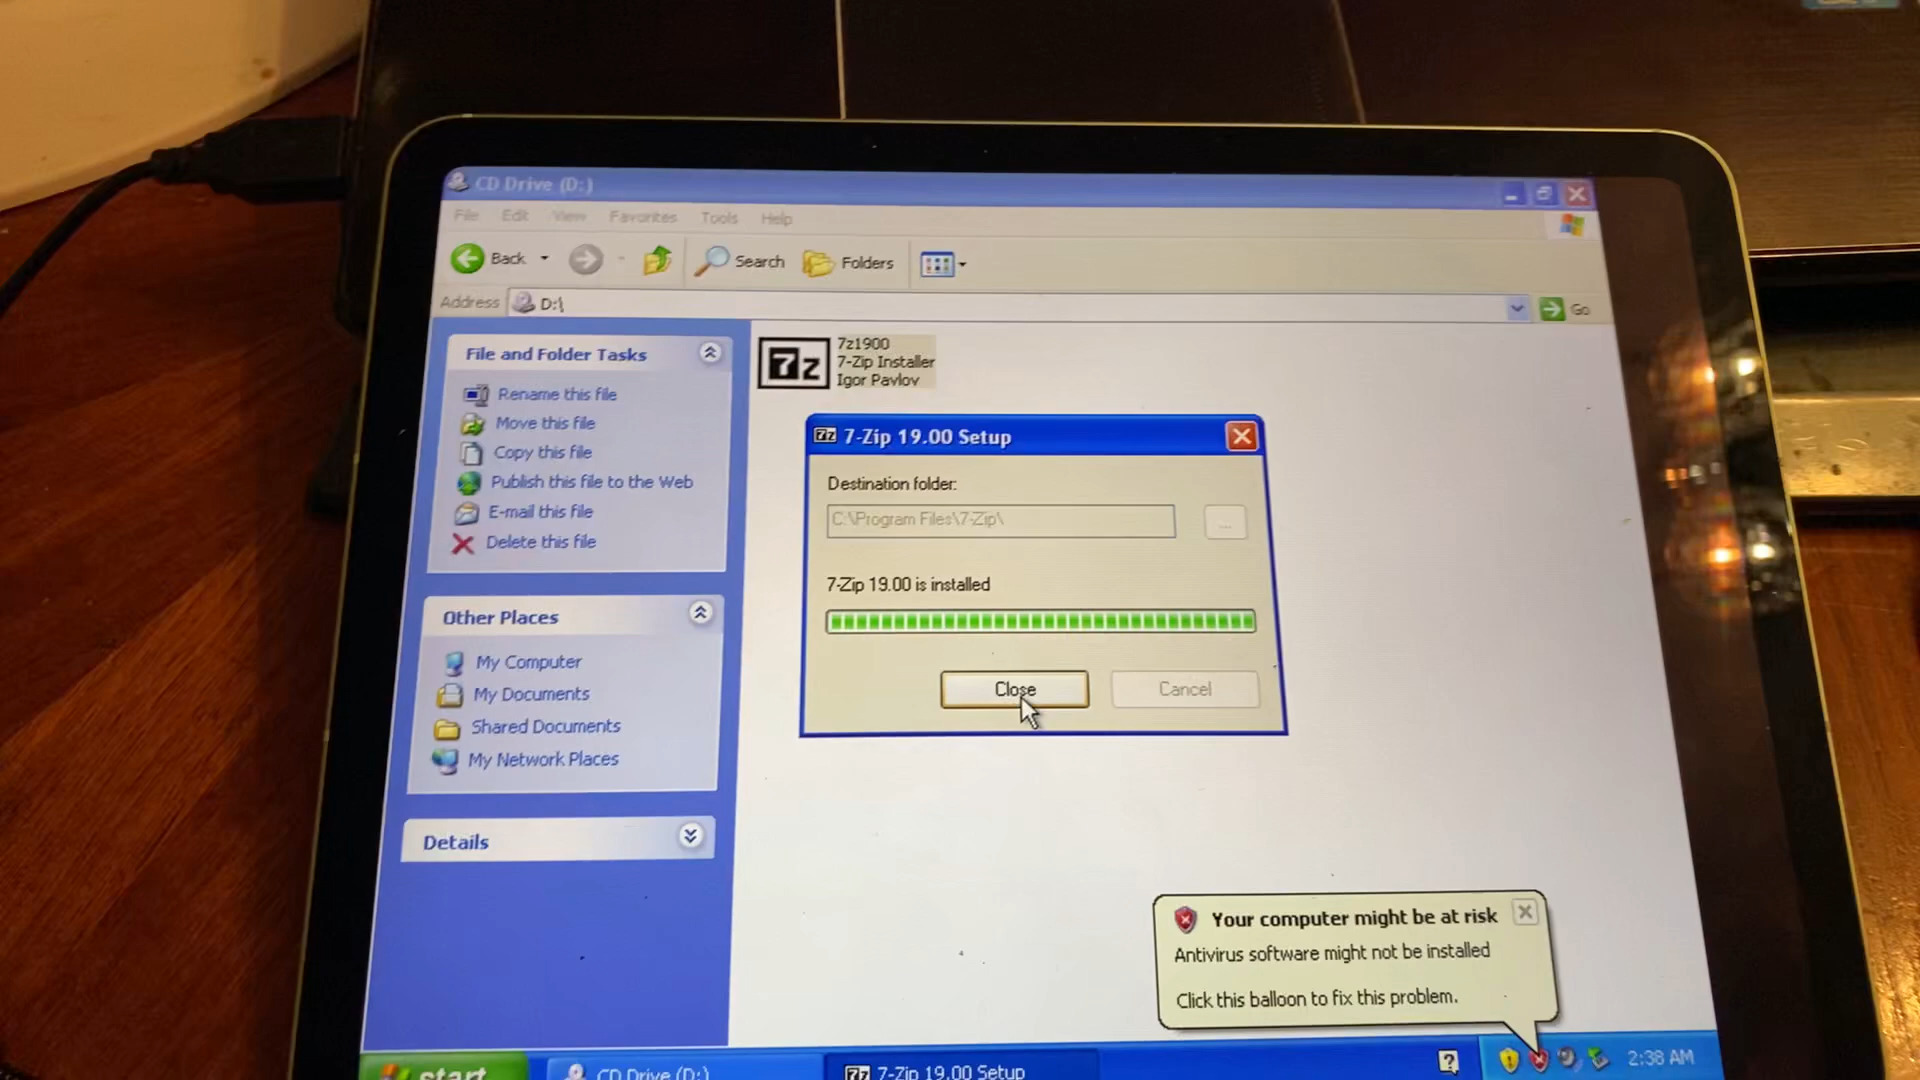 CD Drive (D:)
File Edit View Favorites Tools Help
Back Search Folders
Address D:\ Go
File and Folder Tasks
Rename this file
Move this file
Copy this file
Publish this file to the Web
E-mail this file
Delete this file
Other Places
My Computer
My Documents
Shared Documents
My Network Places
Details
7z
7z1900
7-Zip Installer
Igor Pavlov
7z 7-Zip 19.00 Setup
Destination folder:
C:\Program Files\7-Zip\
...
7-Zip 19.00 is installed
Close Cancel
Your computer might be at risk
Antivirus software might not be installed
Click this balloon to fix this problem.
start CD Drive (D:) 7z 7-Zip 19.00 Setup ? 2:38 AM